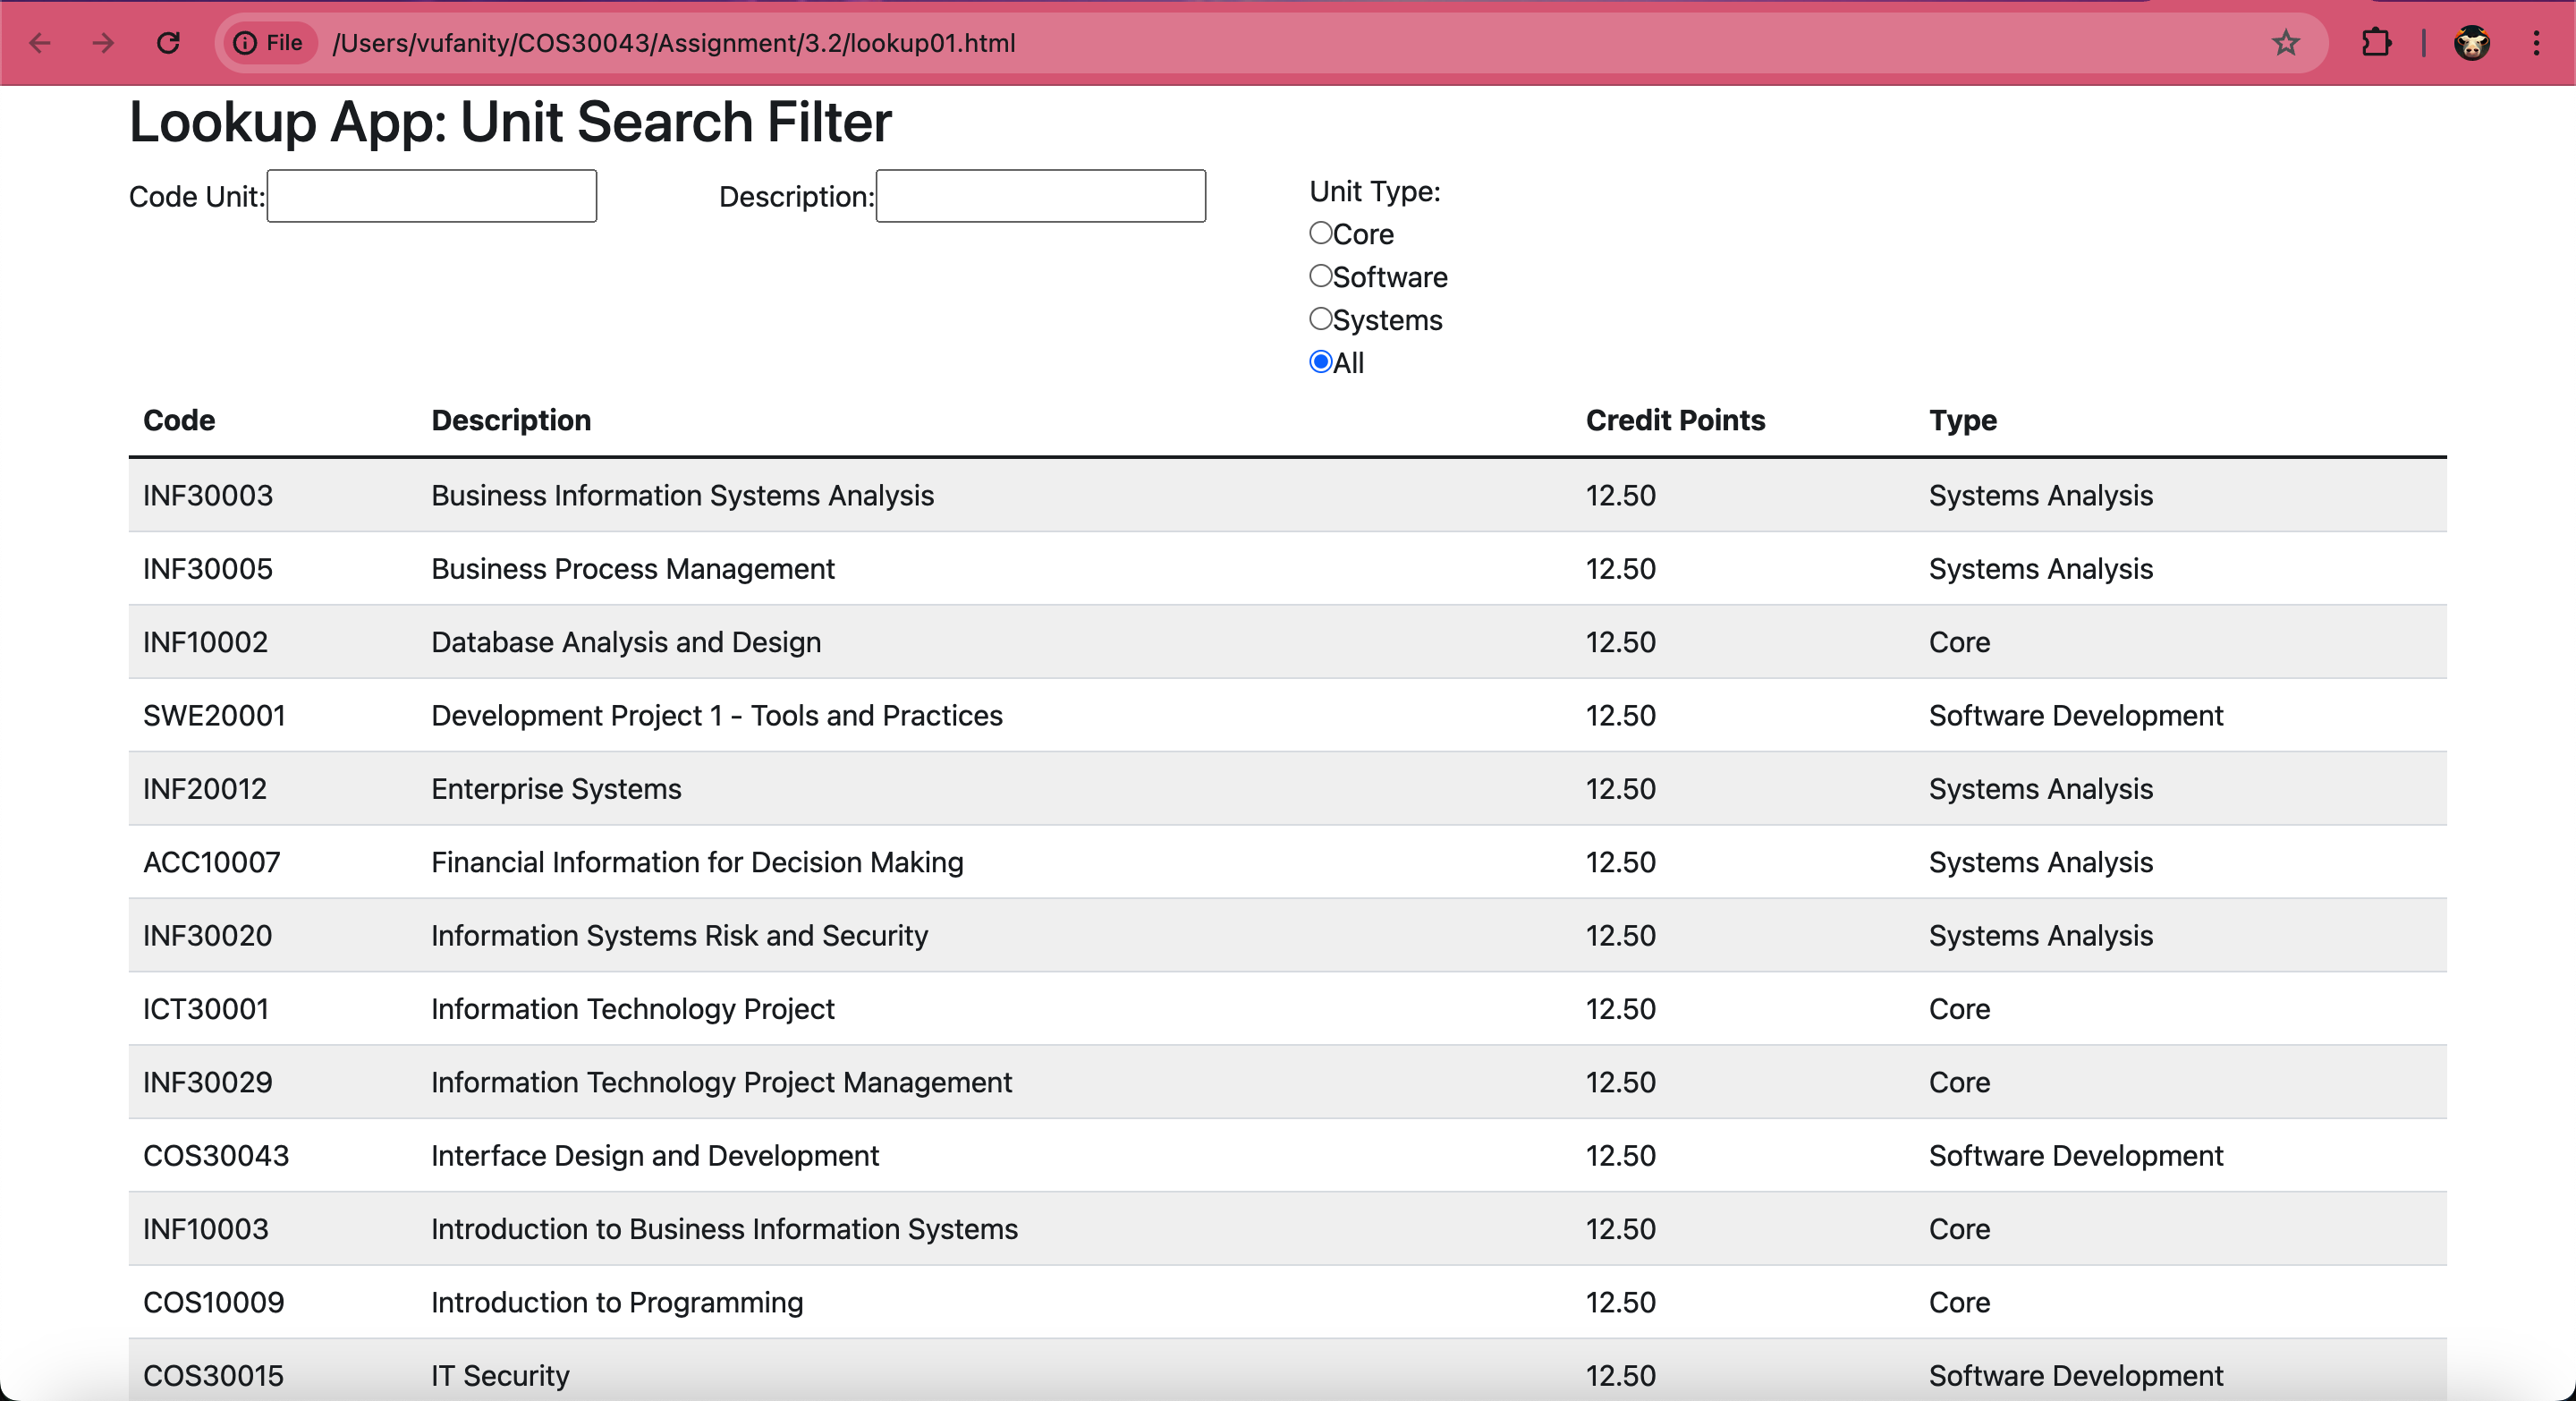 File /Users/vufanity/COS30043/Assignment/3.2/lookup01.html
Lookup App: Unit Search Filter
Code Unit: Description: Unit Type:
Core
Software
Systems
All
Code Description Credit Points Type
INF30003 Business Information Systems Analysis 12.50 Systems Analysis
INF30005 Business Process Management 12.50 Systems Analysis
INF10002 Database Analysis and Design 12.50 Core
SWE20001 Development Project 1 - Tools and Practices 12.50 Software Development
INF20012 Enterprise Systems 12.50 Systems Analysis
ACC10007 Financial Information for Decision Making 12.50 Systems Analysis
INF30020 Information Systems Risk and Security 12.50 Systems Analysis
ICT30001 Information Technology Project 12.50 Core
INF30029 Information Technology Project Management 12.50 Core
COS30043 Interface Design and Development 12.50 Software Development
INF10003 Introduction to Business Information Systems 12.50 Core
COS10009 Introduction to Programming 12.50 Core
COS30015 IT Security 12.50 Software Development